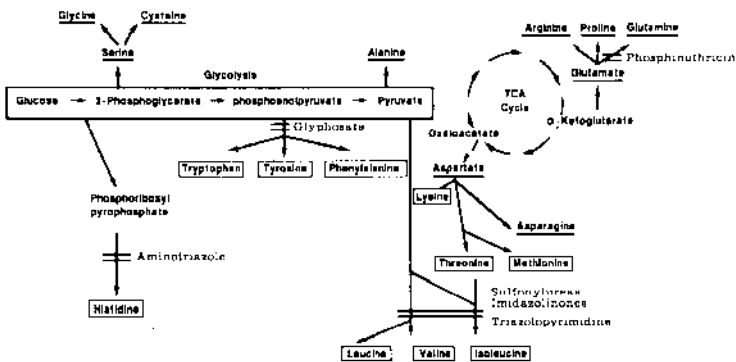 Glycine Cysteine
Serine
Alanine
Arginine Proline Glutamine
Phosphinothricin
Glutamate
Glycolysis
Glucose 3-Phosphoglycerate phosphoenolpyruvate Pyruvate
TCA
Cycle
α-Ketoglutarate
Oxaloacetate
Glyphosate
Tryptophan Tyrosine Phenylalanine
Aspartate
Lysine
Phosphoribosyl
pyrophosphate
Asparagine
Aminotriazole
Threonine Methionine
Histidine
Sulfonylureas
Imidazolinones
Triazolopyrimidine
Leucine Valine Isoleucine